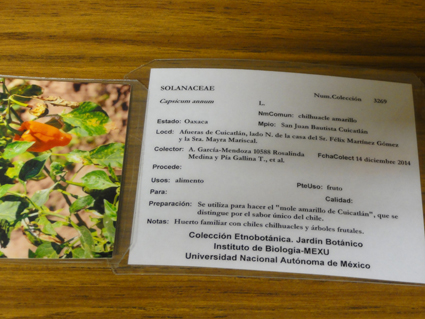 SOLANACEAE
Num.Colección 3269
Capsicum annum L.
NmComun: chilhuacle amarillo
Estado: Oaxaca Mpio: San Juan Bautista Cuicatlán
Locd: Afueras de Cuicatlán, lado N. de la casa del Sr. Félix Martínez Gómez
y la Sra. Mayra Mariscal.
Colector: A. García-Mendoza 10588 Rosalinda
Medina y Pía Gallina T., et al. FchaColect 14 diciembre 2014
Procede:
Usos: alimento PteUso: fruto
Para: Calidad:
Preparación: Se utiliza para hacer el "mole amarillo de Cuicatlán", que se
distingue por el sabor único del chile.
Notas: Huerto familiar con chiles chilhuacles y árboles frutales.
Colección Etnobotánica. Jardín Botánico
Instituto de Biología-MEXU
Universidad Nacional Autónoma de México